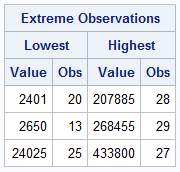 Extreme Observations
Lowest Highest
Value Obs Value Obs
2401 20 207885 28
2650 13 268455 29
24025 25 433800 27